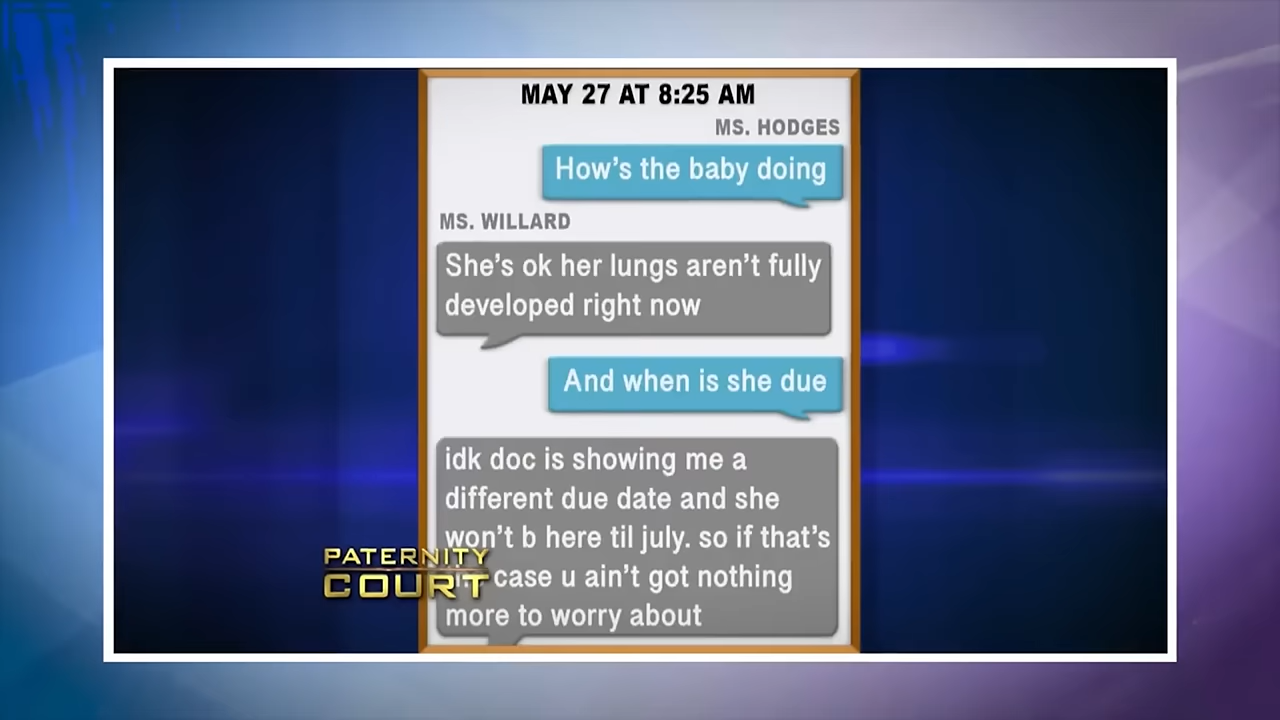 MAY 27 AT 8:25 AM
MS. HODGES
How's the baby doing
MS. WILLARD
She's ok her lungs aren't fully
developed right now
And when is she due
idk doc is showing me a
different due date and she
won't b here til july. so if that's
case u ain't got nothing
more to worry about
PATERNITY
COURT